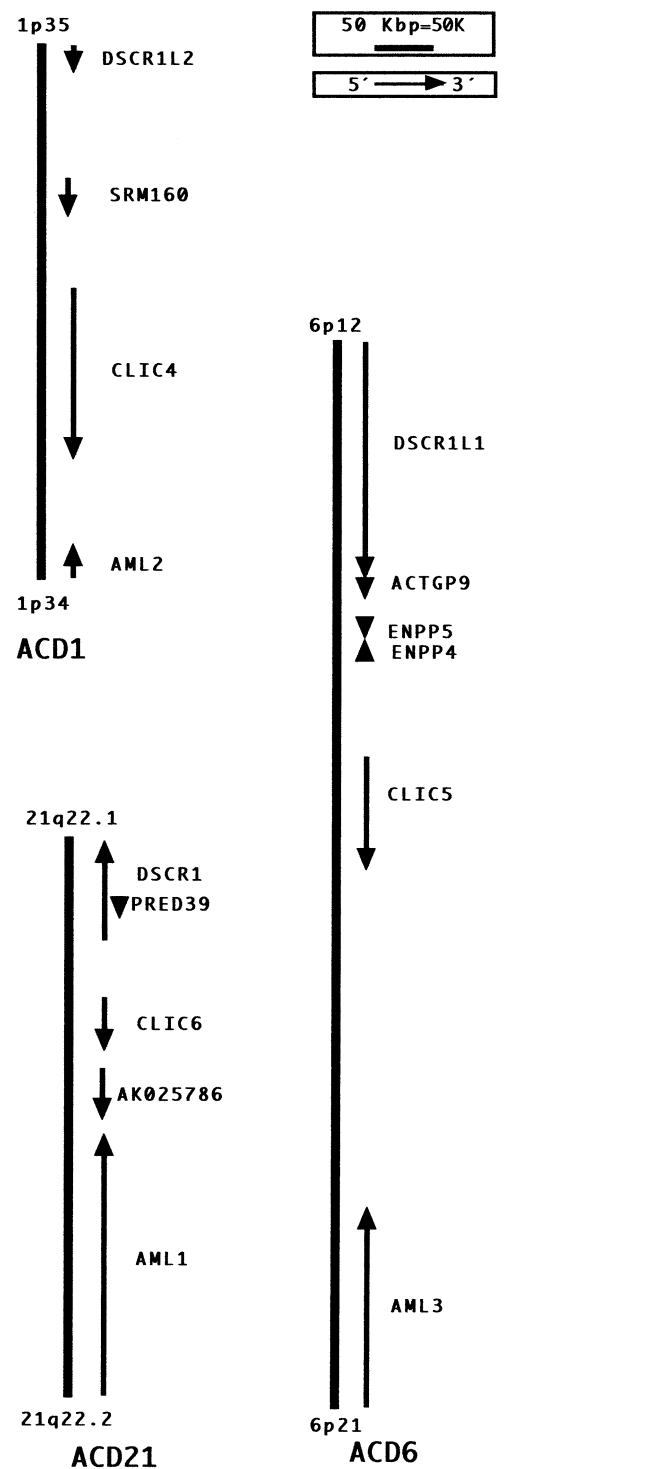 1p35
DSCR1L2
SRM160
CLIC4
AML2
1p34
ACD1
50 Kbp=50K
5´ 3´
6p12
DSCR1L1
ACTGP9
ENPP5
ENPP4
CLIC5
AML3
6p21
ACD6
21q22.1
DSCR1
PRED39
CLIC6
AK025786
AML1
21q22.2
ACD21